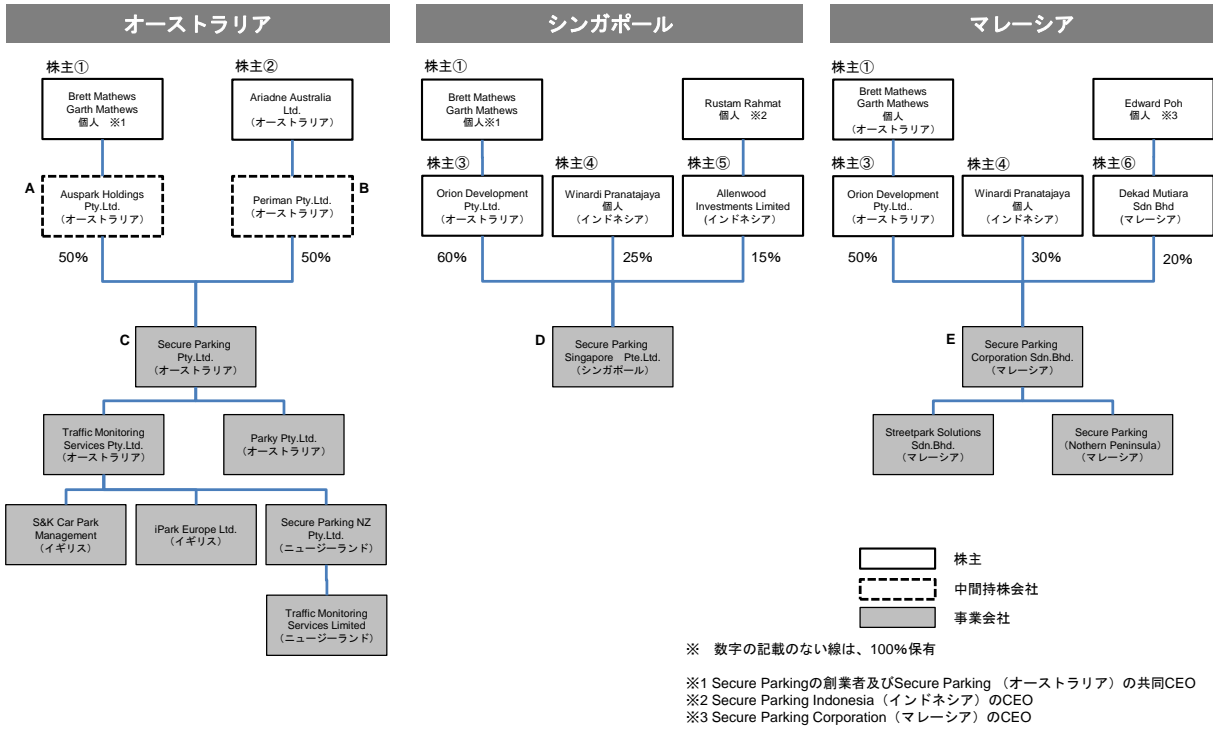 オーストラリア
株主①
Brett Mathews
Garth Mathews
個人 ※1
株主②
Ariadne Australia
Ltd.
(オーストラリア)
A
Auspark Holdings
Pty.Ltd.
(オーストラリア)
B
Periman Pty.Ltd.
(オーストラリア)
50%
50%
C
Secure Parking
Pty.Ltd.
(オーストラリア)
Traffic Monitoring
Services Pty.Ltd.
(オーストラリア)
Parky Pty.Ltd.
(オーストラリア)
S&K Car Park
Management
(イギリス)
iPark Europe Ltd.
(イギリス)
Secure Parking NZ
Pty.Ltd.
(ニュージーランド)
Traffic Monitoring
Services Limited
(ニュージーランド)
シンガポール
株主①
Brett Mathews
Garth Mathews
個人※1
Rustam Rahmat
個人 ※2
株主③
Orion Development
Pty.Ltd.
(オーストラリア)
株主④
Winardi Pranatajaya
個人
(インドネシア)
株主⑤
Allenwood
Investments Limited
(インドネシア)
60%
25%
15%
D
Secure Parking
Singapore Pte.Ltd.
(シンガポール)
マレーシア
株主①
Brett Mathews
Garth Mathews
個人
(オーストラリア)
Edward Poh
個人 ※3
株主③
Orion Development
Pty.Ltd..
(オーストラリア)
株主④
Winardi Pranatajaya
個人
(インドネシア)
株主⑥
Dekad Mutiara
Sdn Bhd
(マレーシア)
50%
30%
20%
E
Secure Parking
Corporation Sdn.Bhd.
(マレーシア)
Streetpark Solutions
Sdn.Bhd.
(マレーシア)
Secure Parking
(Nothern Peninsula)
(マレーシア)
株主
中間持株会社
事業会社
※ 数字の記載のない線は、100%保有
※1 Secure Parkingの創業者及びSecure Parking (オーストラリア)の共同CEO
※2 Secure Parking Indonesia(インドネシア)のCEO
※3 Secure Parking Corporation(マレーシア)のCEO